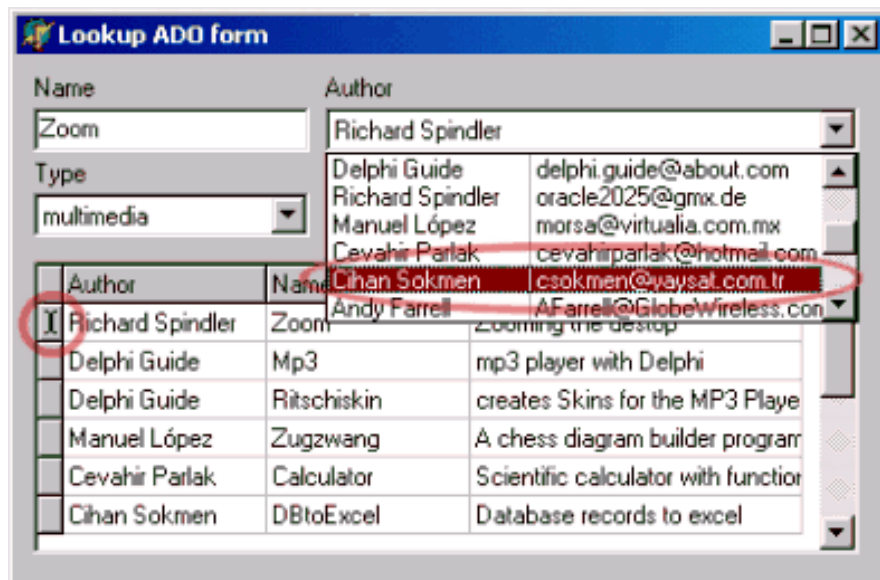 Lookup ADO form
Name Author
Zoom Richard Spindler
Type
multimedia
Delphi Guide delphi.guide@about.com
Richard Spindler oracle2025@gmx.de
Manuel López morsa@virtualia.com.mx
Cevahir Parlak cevahirparlak@hotmail.com
Cihan Sokmen csokmen@vaysat.com.tr
Andy Farrell AFarrell@GlobeWireless.con
Author Name
Richard Spindler Zoom Zooming the destop
Delphi Guide Mp3 mp3 player with Delphi
Delphi Guide Ritschiskin creates Skins for the MP3 Playe
Manuel López Zugzwang A chess diagram builder program
Cevahir Parlak Calculator Scientific calculator with function
Cihan Sokmen DBtoExcel Database records to excel